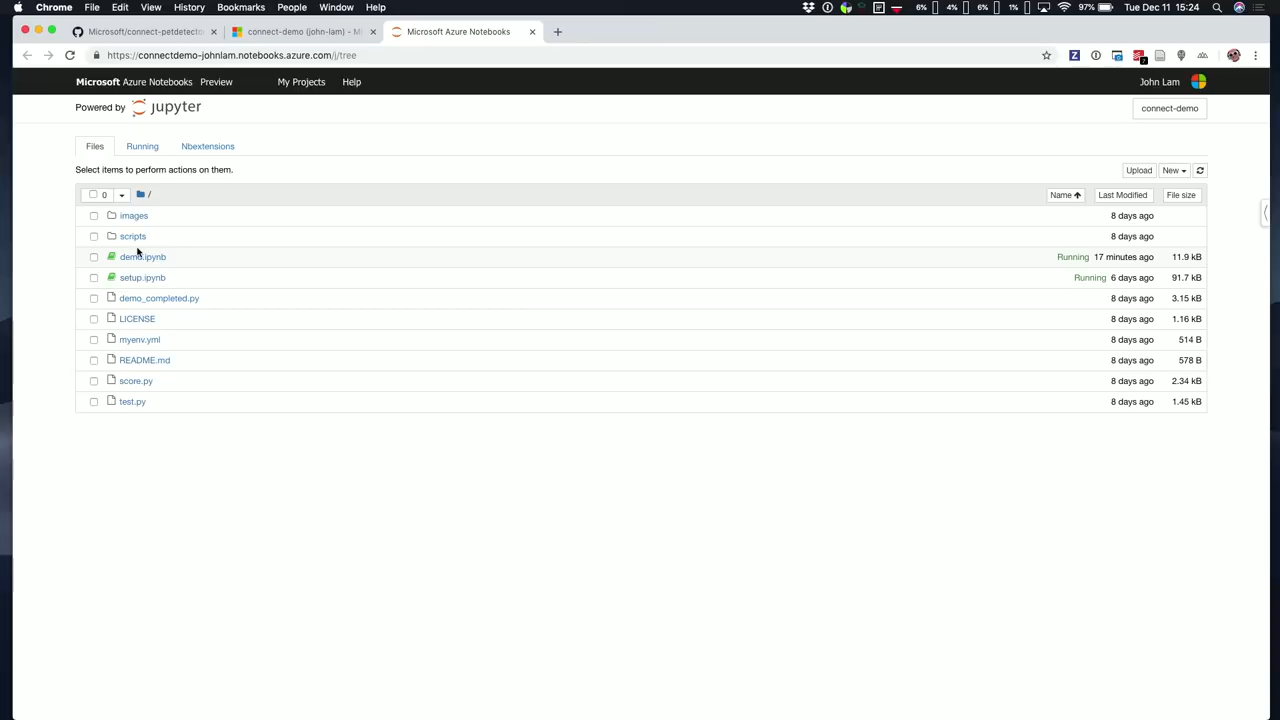 Chrome File Edit View History Bookmarks People Window Help 6% 4% 6% 1% 97% Tue Dec 11 15:24
Microsoft/connect-petdetect connect-demo (john-lam) - M Microsoft Azure Notebooks
https://connectdemo-johnlam.notebooks.azure.com/j/tree
Microsoft Azure Notebooks Preview My Projects Help John Lam
Powered by jupyter connect-demo
Files Running Nbextensions
Select items to perform actions on them. Upload New
0 / Name Last Modified File size
images 8 days ago
scripts 8 days ago
demo.ipynb Running 17 minutes ago 11.9 kB
setup.ipynb Running 6 days ago 91.7 kB
demo_completed.py 8 days ago 3.15 kB
LICENSE 8 days ago 1.16 kB
myenv.yml 8 days ago 514 B
README.md 8 days ago 578 B
score.py 8 days ago 2.34 kB
test.py 8 days ago 1.45 kB